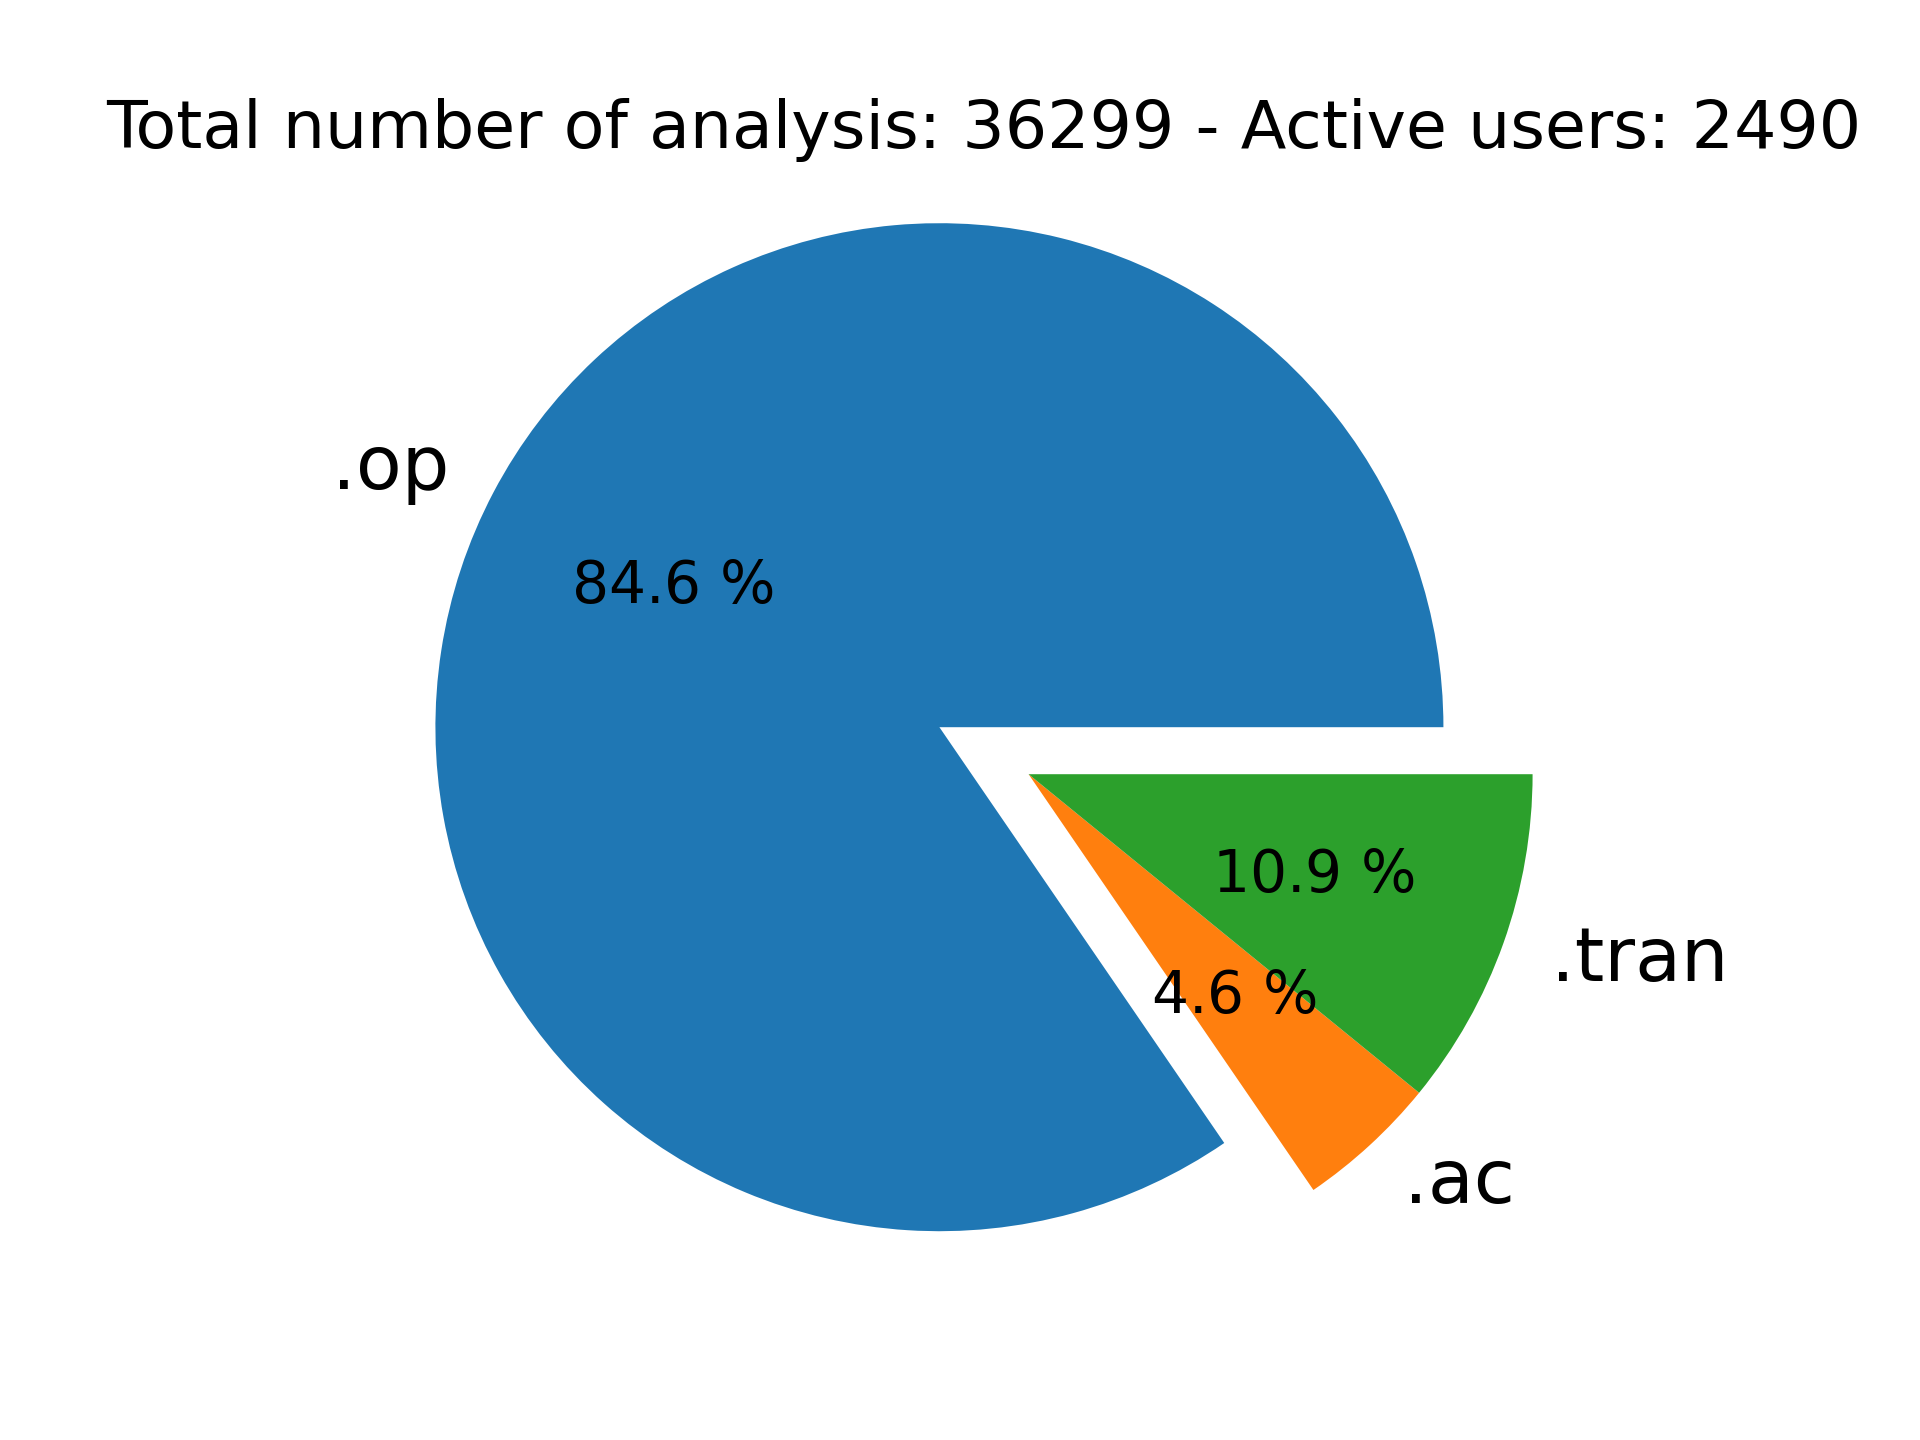 Total number of analysis: 36299 - Active users: 2490
.op
84.6 %
10.9 %
.tran
4.6 %
.ac